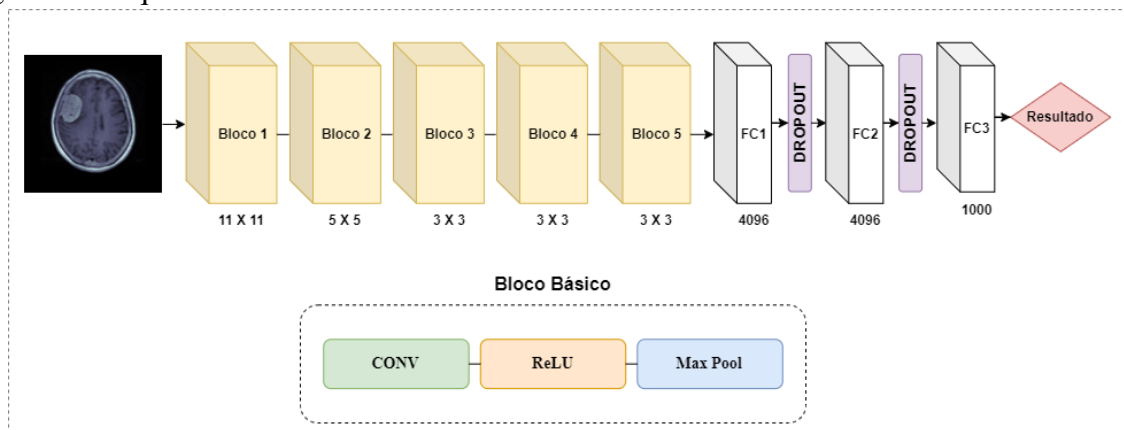 Bloco 1
Bloco 2
Bloco 3
Bloco 4
Bloco 5
FC1
DROPOUT
FC2
DROPOUT
FC3
Resultado
11 X 11
5 X 5
3 X 3
3 X 3
3 X 3
4096
4096
1000
Bloco Básico
CONV
ReLU
Max Pool